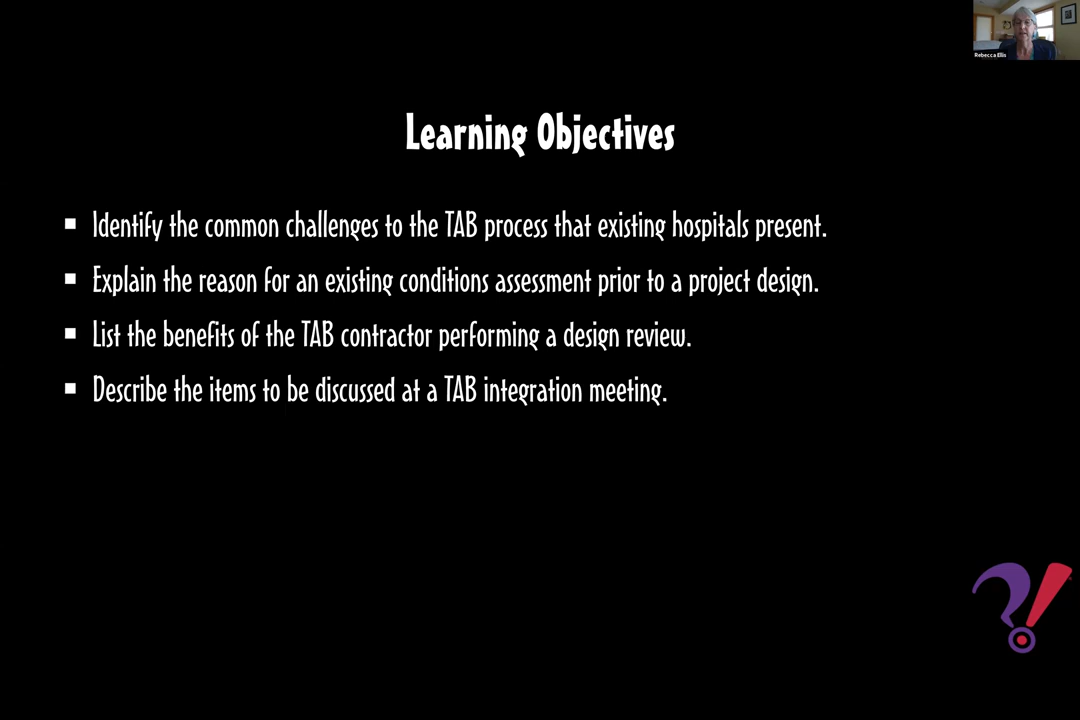 Rebecca Ellis
Learning Objectives
Identify the common challenges to the TAB process that existing hospitals present.
Explain the reason for an existing conditions assessment prior to a project design.
List the benefits of the TAB contractor performing a design review.
Describe the items to be discussed at a TAB integration meeting.